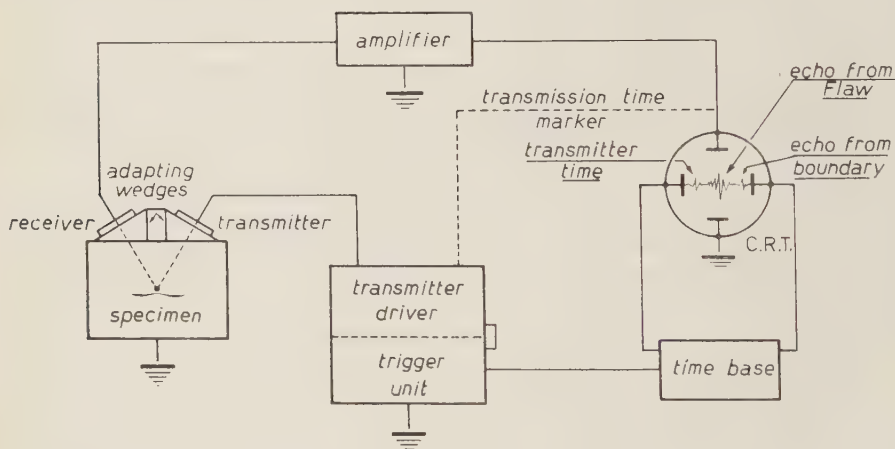 amplifier
echo from
Flaw
transmission time
marker
transmitter
time
echo from
boundary
adapting
wedges
receiver
transmitter
C.R.T.
specimen
transmitter
driver
trigger
unit
time base